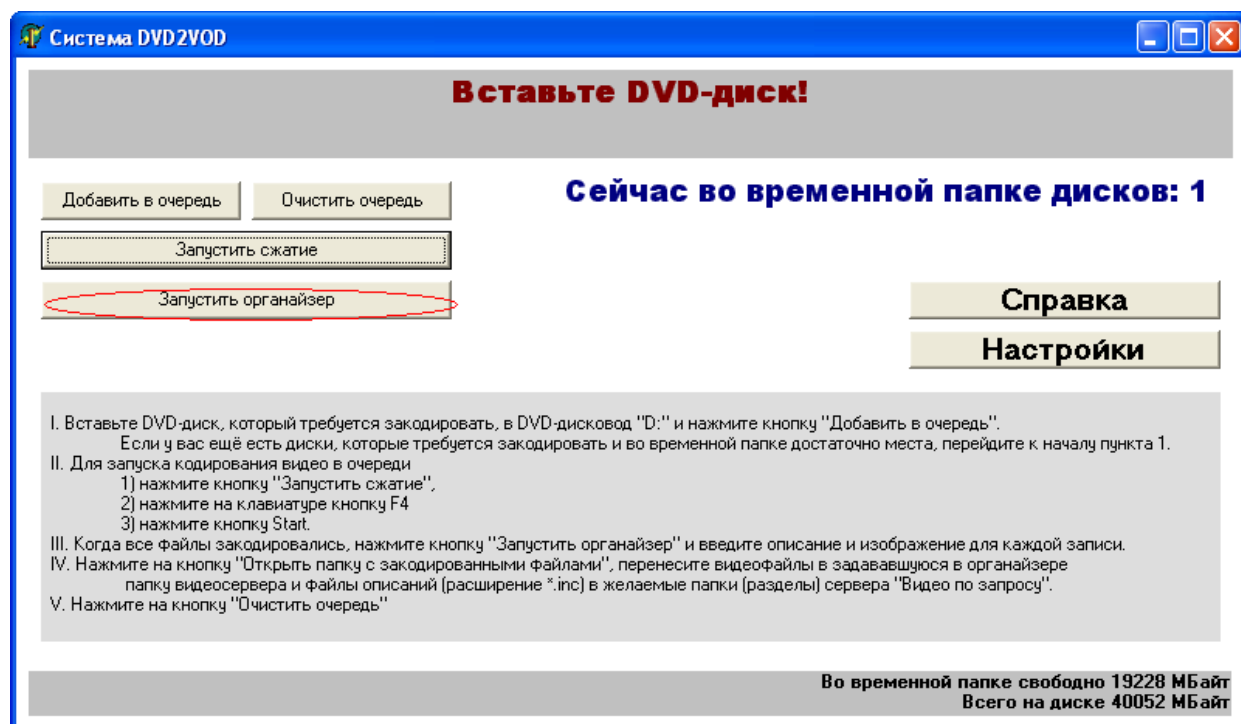 Система DVD2VOD
Вставьте DVD-диск!
Добавить в очередь
Очистить очередь
Сейчас во временной папке дисков: 1
Запустить сжатие
Запустить органайзер
Справка
Настройки
I. Вставьте DVD-диск, который требуется закодировать, в DVD-дисковод "D:" и нажмите кнопку "Добавить в очередь".
Если у вас ещё есть диски, которые требуется закодировать и во временной папке достаточно места, перейдите к началу пункта 1.
II. Для запуска кодирования видео в очереди
1) нажмите кнопку "Запустить сжатие",
2) нажмите на клавиатуре кнопку F4
3) нажмите кнопку Start.
III. Когда все файлы закодировались, нажмите кнопку "Запустить органайзер" и введите описание и изображение для каждой записи.
IV. Нажмите на кнопку "Открыть папку с закодированными файлами", перенесите видеофайлы в задававшуюся в органайзере
папку видеосервера и файлы описаний (расширение *.inc) в желаемые папки (разделы) сервера "Видео по запросу".
V. Нажмите на кнопку "Очистить очередь"
Во временной папке свободно 19228 МБайт
Всего на диске 40052 МБайт